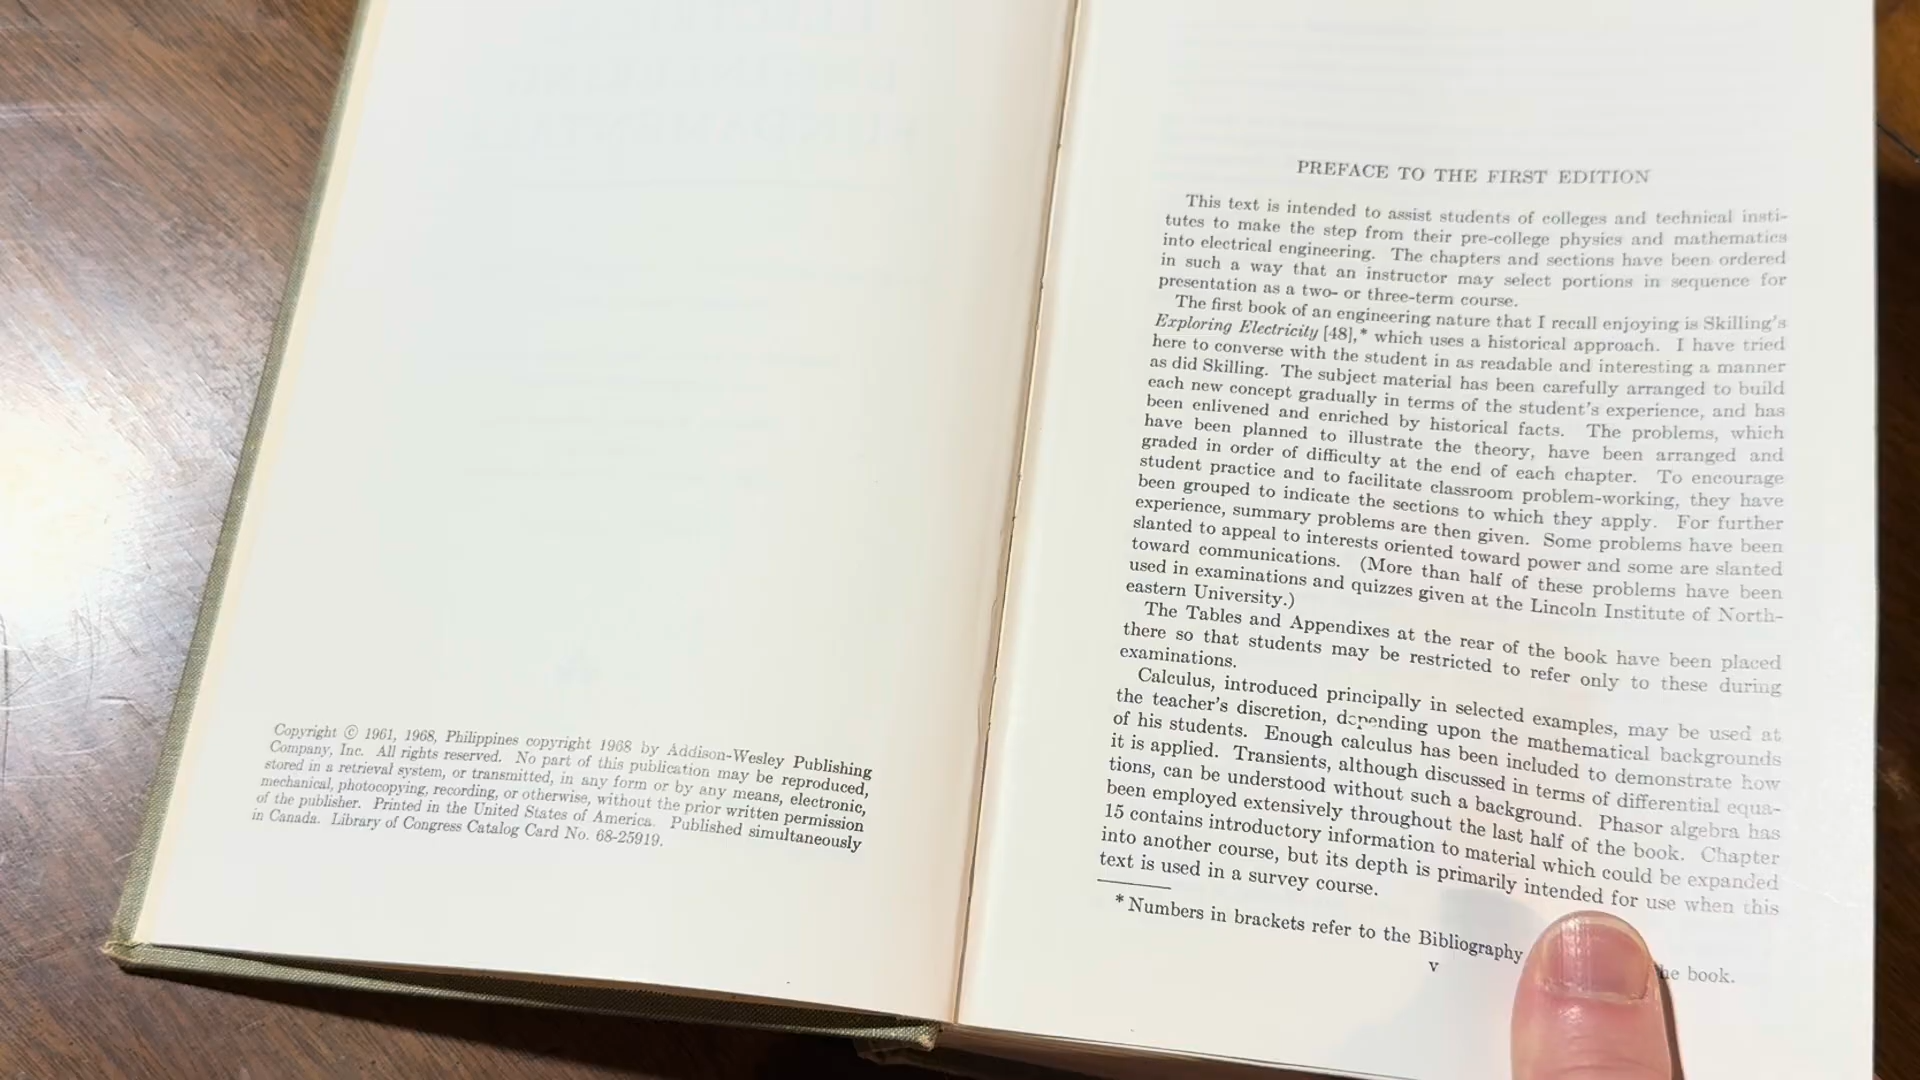 Copyright © 1961, 1968, Philippines copyright 1968 by Addison-Wesley Publishing
Company, Inc. All rights reserved. No part of this publication may be reproduced,
stored in a retrieval system, or transmitted, in any form or by any means, electronic,
mechanical, photocopying, recording, or otherwise, without the prior written permission
of the publisher. Printed in the United States of America. Published simultaneously
in Canada. Library of Congress Catalog Card No. 68-25919.
PREFACE TO THE FIRST EDITION
This text is intended to assist students of colleges and technical insti-
tutes to make the step from their pre-college physics and mathematics
into electrical engineering. The chapters and sections have been ordered
in such a way that an instructor may select portions in sequence for
presentation as a two- or three-term course.
The first book of an engineering nature that I recall enjoying is Skilling's
Exploring Electricity [48],* which uses a historical approach. I have tried
here to converse with the student in as readable and interesting a manner
as did Skilling. The subject material has been carefully arranged to build
each new concept gradually in terms of the student's experience, and has
been enlivened and enriched by historical facts. The problems, which
have been planned to illustrate the theory, have been arranged and
graded in order of difficulty at the end of each chapter. To encourage
student practice and to facilitate classroom problem-working, they have
been grouped to indicate the sections to which they apply. For further
experience, summary problems are then given. Some problems have been
slanted to appeal to interests oriented toward power and some are slanted
toward communications. (More than half of these problems have been
used in examinations and quizzes given at the Lincoln Institute of North-
eastern University.)
The Tables and Appendixes at the rear of the book have been placed
there so that students may be restricted to refer only to these during
examinations.
Calculus, introduced principally in selected examples, may be used at
the teacher's discretion, depending upon the mathematical backgrounds
of his students. Enough calculus has been included to demonstrate how
it is applied. Transients, although discussed in terms of differential equa-
tions, can be understood without such a background. Phasor algebra has
been employed extensively throughout the last half of the book. Chapter
15 contains introductory information to material which could be expanded
into another course, but its depth is primarily intended for use when this
text is used in a survey course.
* Numbers in brackets refer to the Bibliography he book.
v